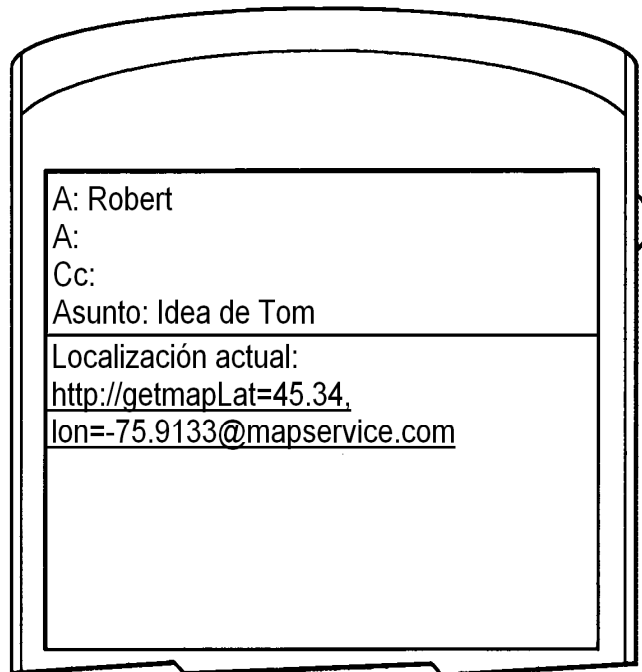 A: Robert
A:
Cc:
Asunto: Idea de Tom
Localización actual:
http://getmapLat=45.34,
lon=-75.9133@mapservice.com